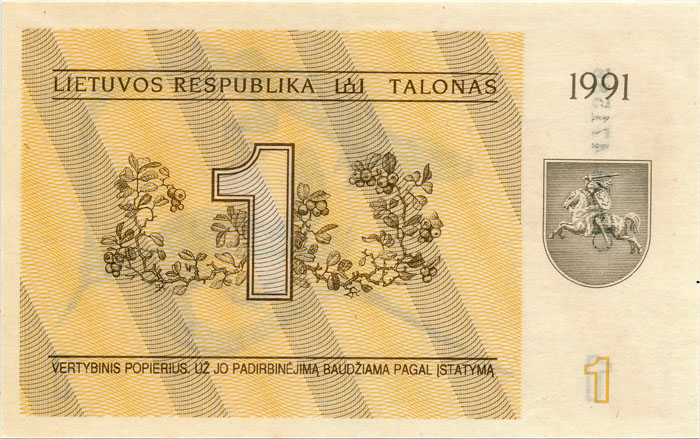 LIETUVOS RESPUBLIKA TALONAS
1991
1
VERTYBINIS POPIERIUS. UŽ JO PADIRBINĖJIMĄ BAUDŽIAMA PAGAL ĮSTATYMĄ
1